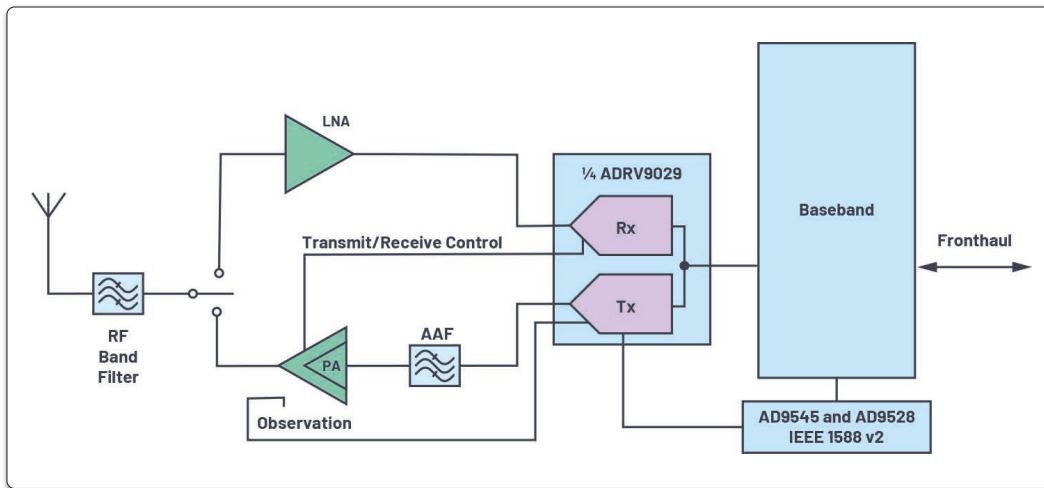 LNA
¼ ADRV9029
Rx
Baseband
Transmit/Receive Control
Fronthaul
Tx
RF
Band
Filter
AAF
PA
Observation
AD9545 and AD9528
IEEE 1588 v2